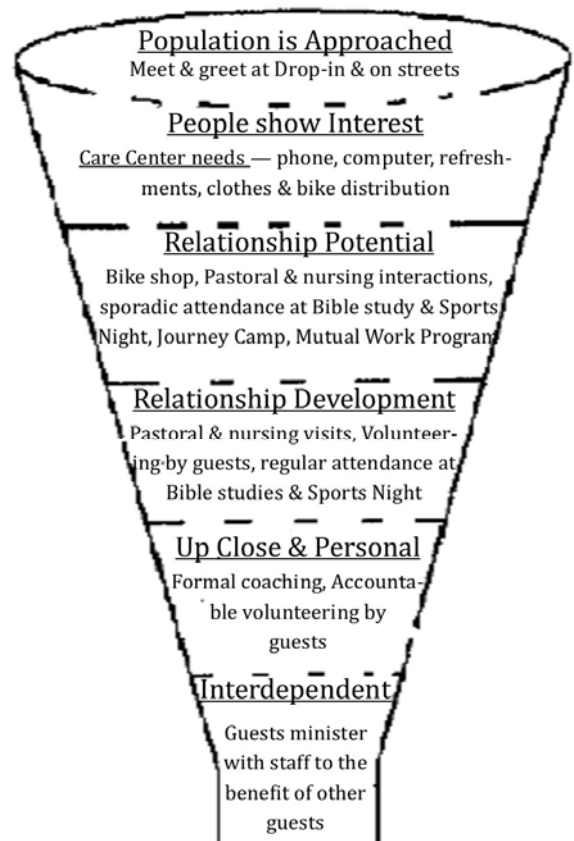 Population is Approached
Meet & greet at Drop-in & on streets
People show Interest
Care Center needs — phone, computer, refresh-
ments, clothes & bike distribution
Relationship Potential
Bike shop, Pastoral & nursing interactions,
sporadic attendance at Bible study & Sports
Night, Journey Camp, Mutual Work Program
Relationship Development
Pastoral & nursing visits, Volunteer-
ing by guests, regular attendance at
Bible studies & Sports Night
Up Close & Personal
Formal coaching, Accounta-
ble volunteering by
guests
Interdependent
Guests minister
with staff to the
benefit of other
guests